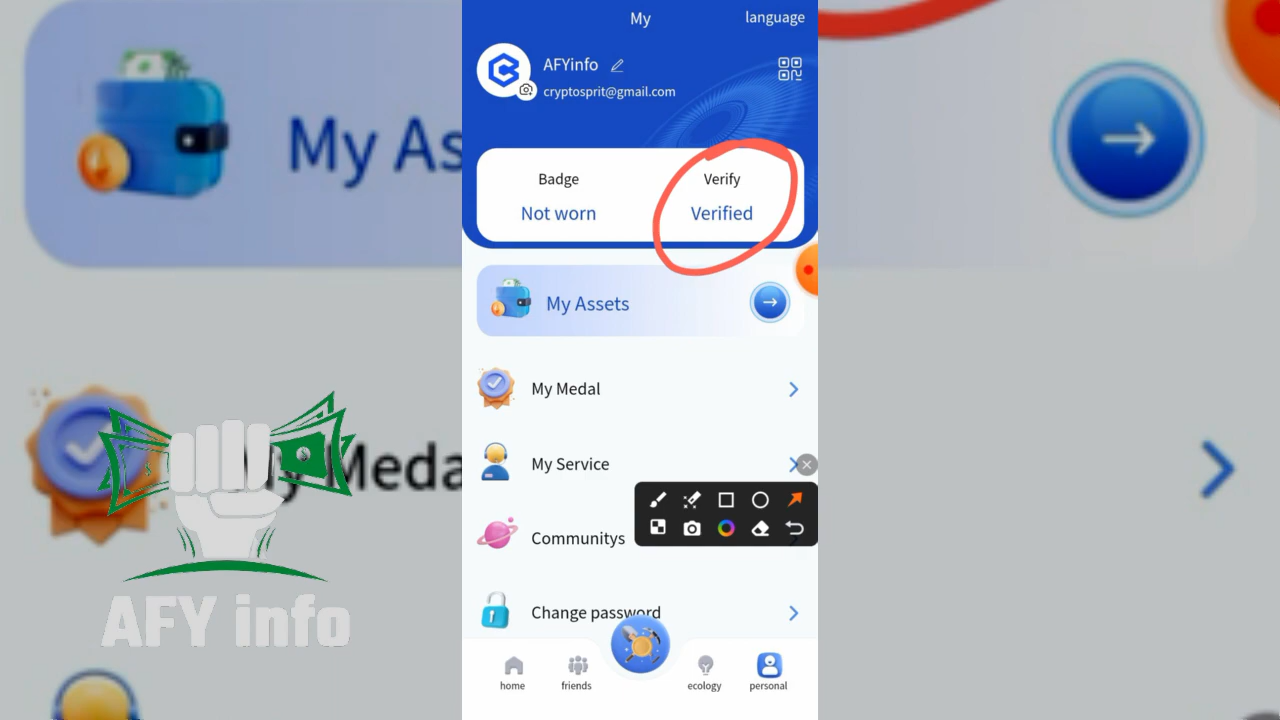 My
language
AFYinfo
cryptosprit@gmail.com
Badge
Verify
Not worn
Verified
My Assets
My Medal
My Service
Communitys
Change password
home
friends
ecology
personal
My As
My Meda
AFY info